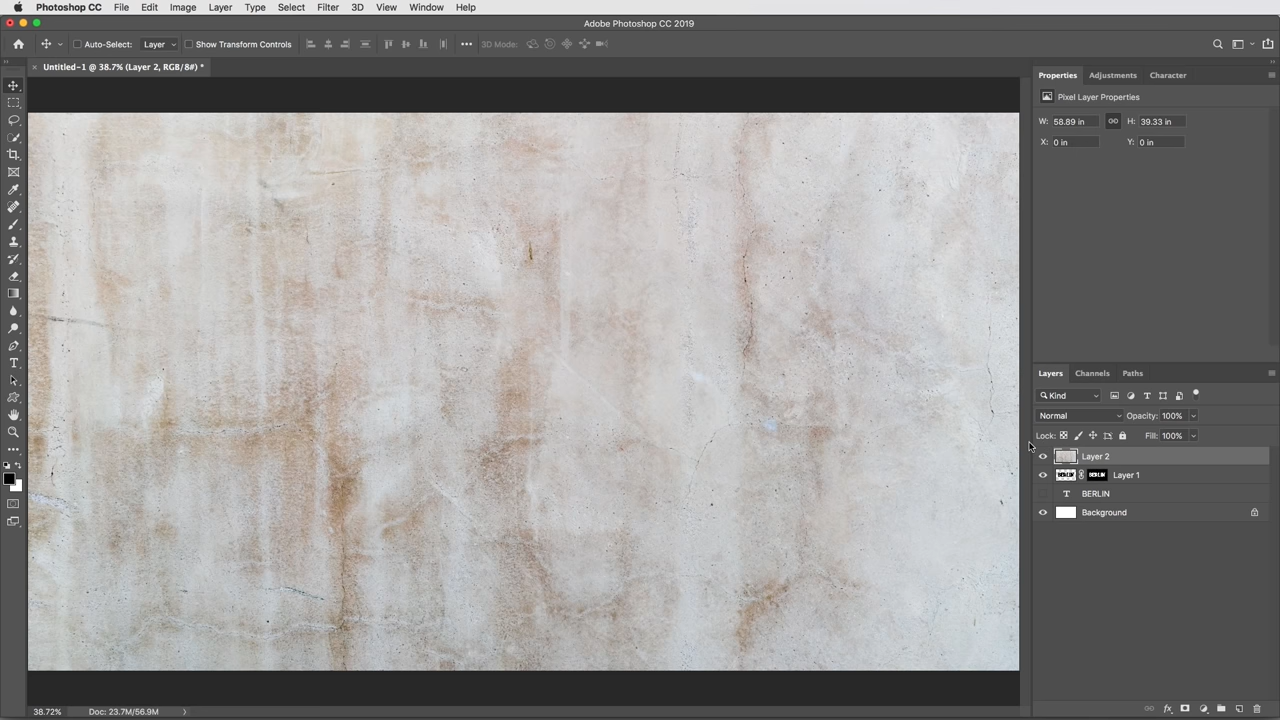 Photoshop CC File Edit Image Layer Type Select Filter 3D View Window Help
Adobe Photoshop CC 2019
Auto-Select: Layer Show Transform Controls 3D Mode:
Untitled-1 @ 38.7% (Layer 2, RGB/8#) *
Properties Adjustments Character
Pixel Layer Properties
W: 58.89 in H: 39.33 in
X: 0 in Y: 0 in
Layers Channels Paths
Kind
Normal Opacity: 100%
Lock: Fill: 100%
Layer 2
BERLIN BERLIN Layer 1
T BERLIN
Background
38.72% Doc: 23.7M/56.9M